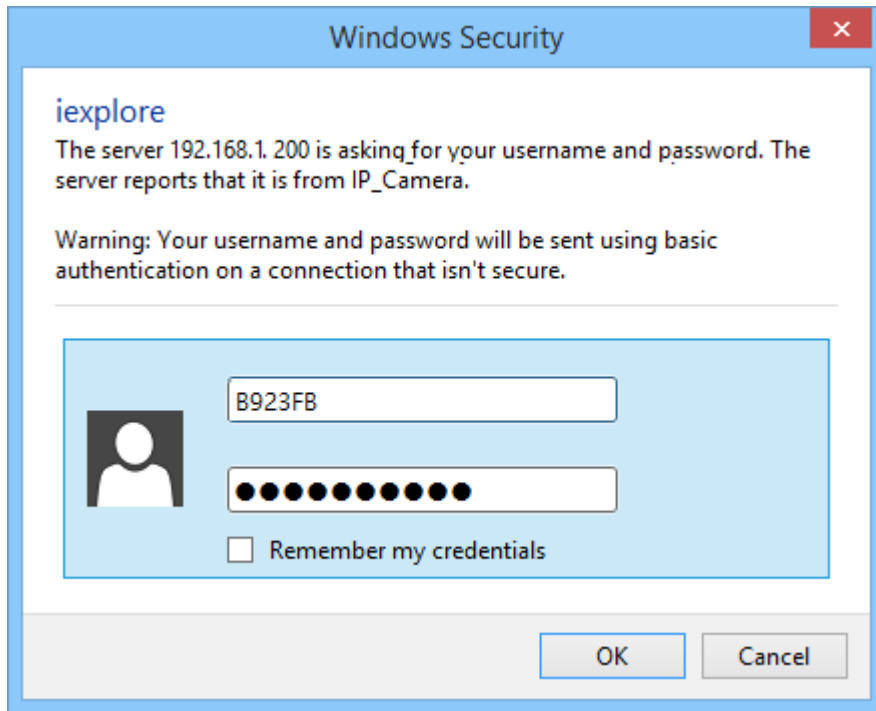 Windows Security
iexplore
The server 192.168.1. 200 is asking for your username and password. The
server reports that it is from IP_Camera.
Warning: Your username and password will be sent using basic
authentication on a connection that isn't secure.
B923FB
●●●●●●●●●●
Remember my credentials
OK
Cancel